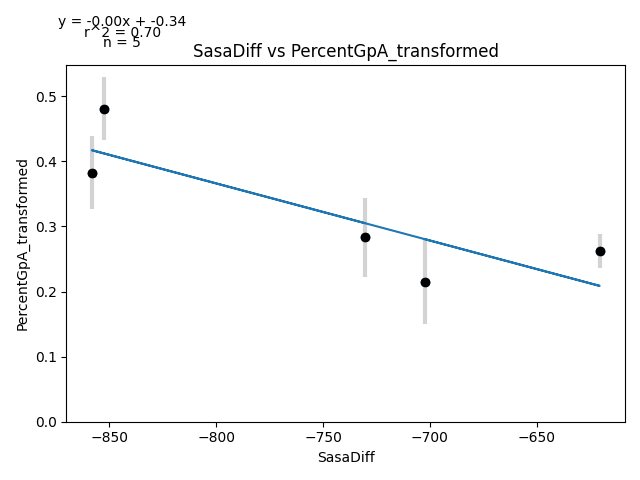 y = -0.00x + -0.34
r^2 = 0.70
n = 5
SasaDiff vs PercentGpA_transformed
PercentGpA_transformed
0.5
0.4
0.3
0.2
0.1
0.0
−850
−800
−750
−700
−650
SasaDiff